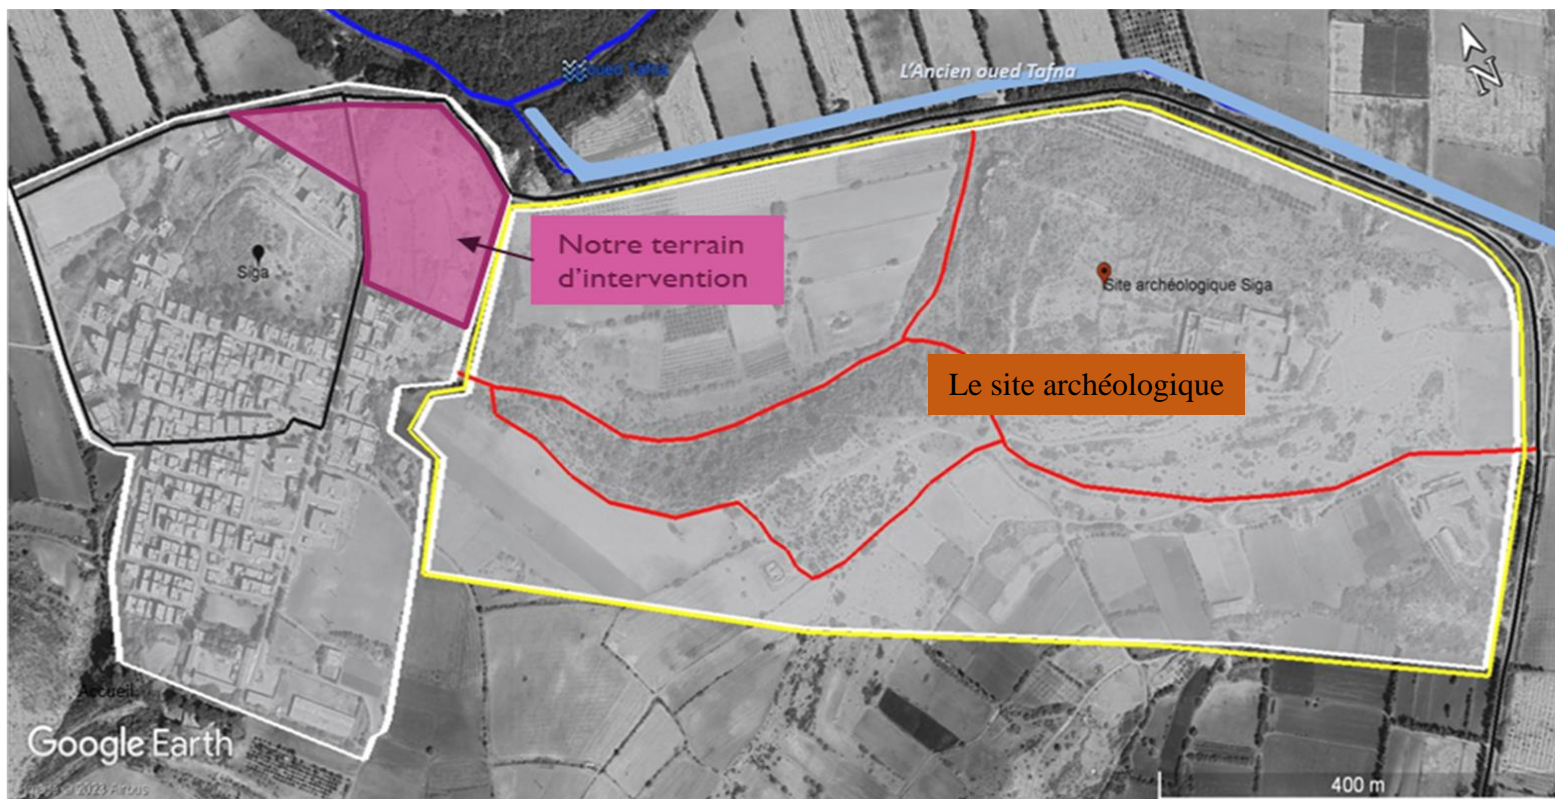 N
L'Ancien oued Tafna
oued Tafna
Notre terrain
d'intervention
Siga
Site archéologique Siga
Le site archéologique
Accueil
Google Earth
400 m